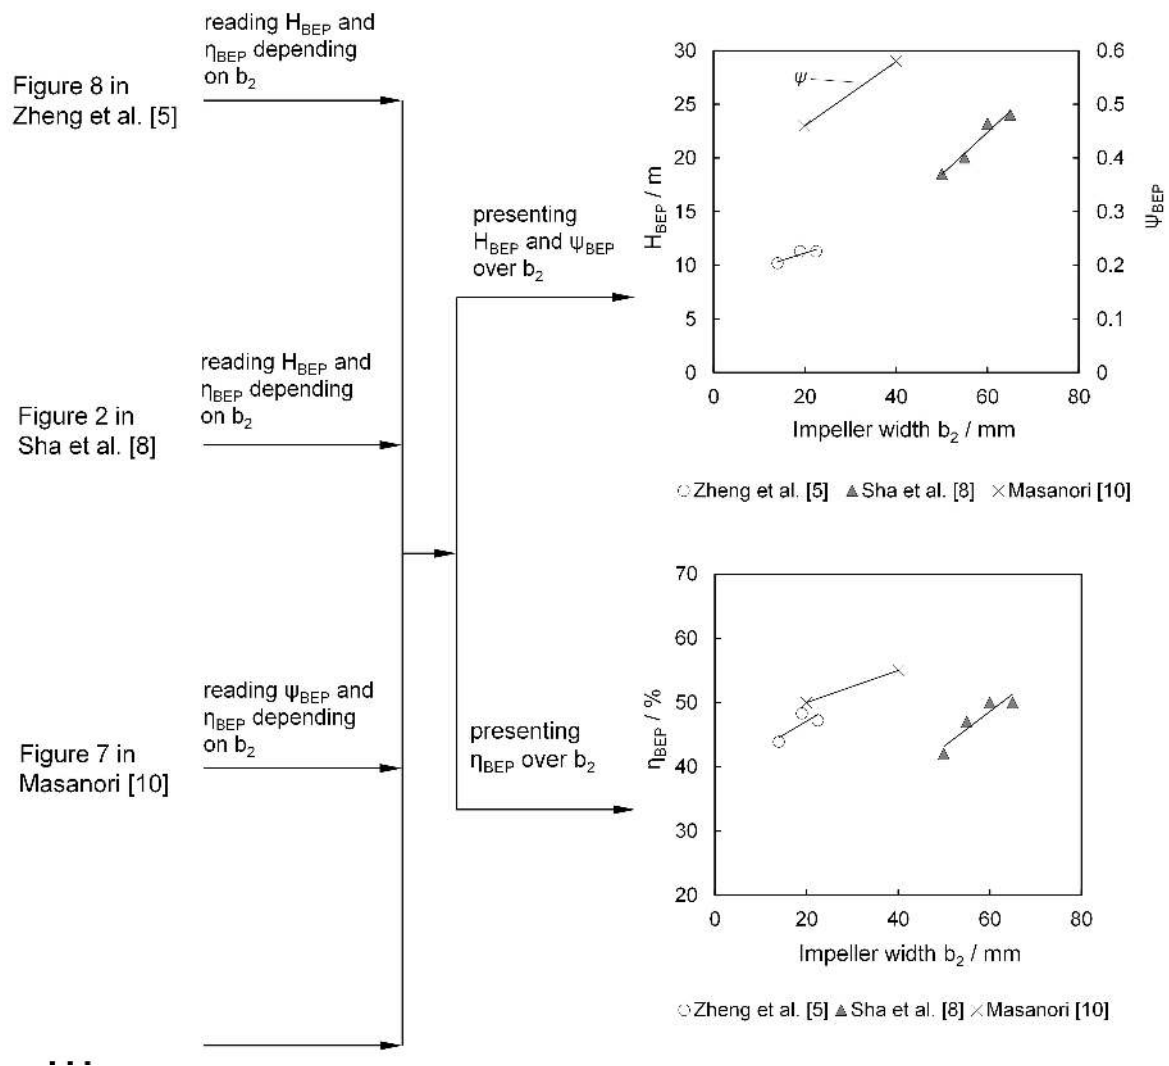 reading H_BEP and
η_BEP depending
on b_2
Figure 8 in
Zheng et al. [5]
reading H_BEP and
η_BEP depending
on b_2
Figure 2 in
Sha et al. [8]
reading ψ_BEP and
η_BEP depending
on b_2
Figure 7 in
Masanori [10]
...
presenting
H_BEP and ψ_BEP
over b_2
presenting
η_BEP over b_2
H_BEP / m
30
25
20
15
10
5
0
ψ
0.6
0.5
0.4
0.3
0.2
0.1
0
Ψ_BEP
0 20 40 60 80
Impeller width b_2 / mm
Zheng et al. [5] Sha et al. [8] Masanori [10]
η_BEP / %
70
60
50
40
30
20
0 20 40 60 80
Impeller width b_2 / mm
Zheng et al. [5] Sha et al. [8] Masanori [10]